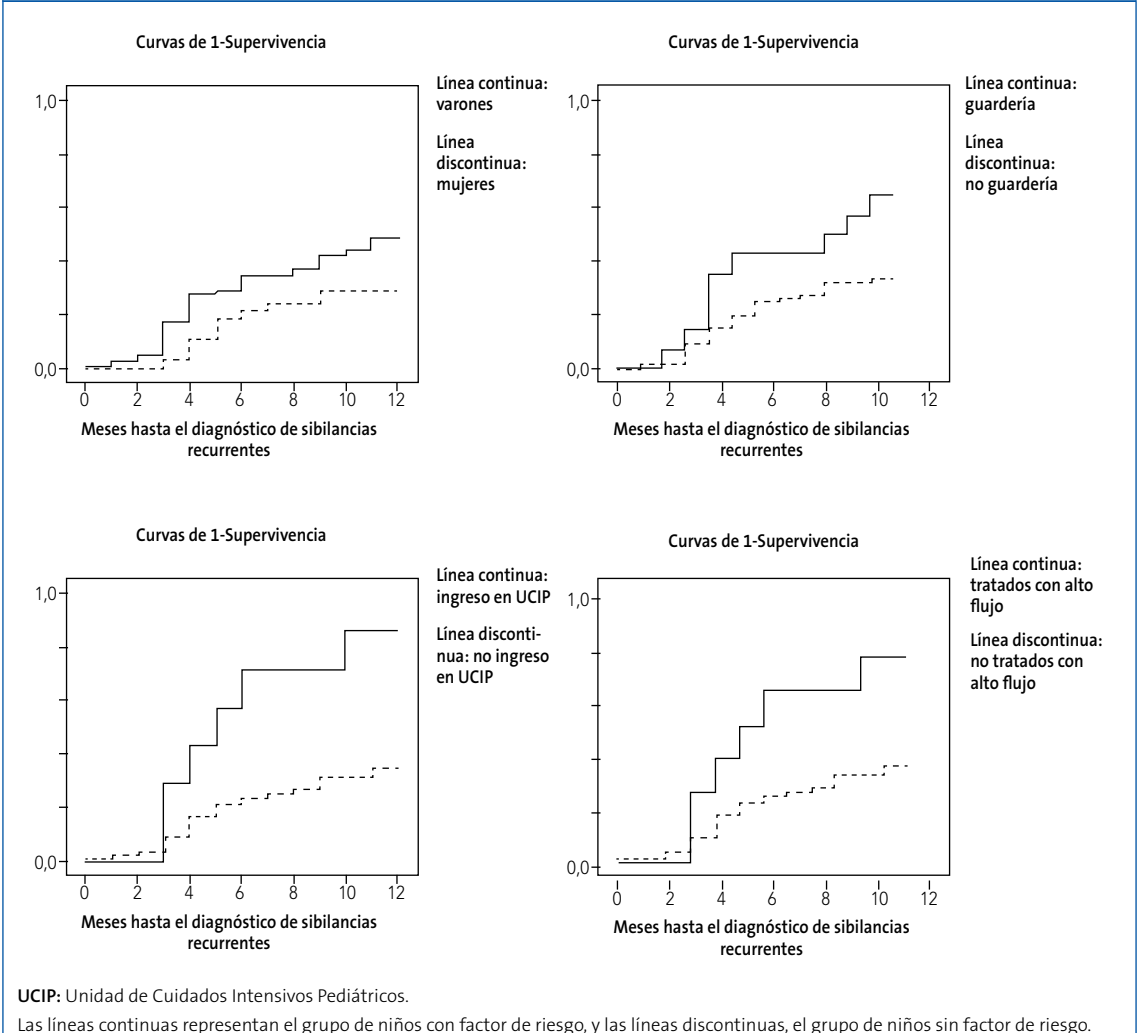 Curvas de 1-Supervivencia
1,0
0,0
0 2 4 6 8 10 12
Meses hasta el diagnóstico de sibilancias
recurrentes
Línea continua:
varones
Línea
discontinua:
mujeres
Curvas de 1-Supervivencia
1,0
0,0
0 2 4 6 8 10 12
Meses hasta el diagnóstico de sibilancias
recurrentes
Línea continua:
guardería
Línea
discontinua:
no guardería
Curvas de 1-Supervivencia
1,0
0,0
0 2 4 6 8 10 12
Meses hasta el diagnóstico de sibilancias
recurrentes
Línea continua:
ingreso en UCIP
Línea disconti-
nua: no ingreso
en UCIP
Curvas de 1-Supervivencia
1,0
0,0
0 2 4 6 8 10 12
Meses hasta el diagnóstico de sibilancias
recurrentes
Línea continua:
tratados con alto
flujo
Línea discontinua:
no tratados con
alto flujo
UCIP: Unidad de Cuidados Intensivos Pediátricos.
Las líneas continuas representan el grupo de niños con factor de riesgo, y las líneas discontinuas, el grupo de niños sin factor de riesgo.